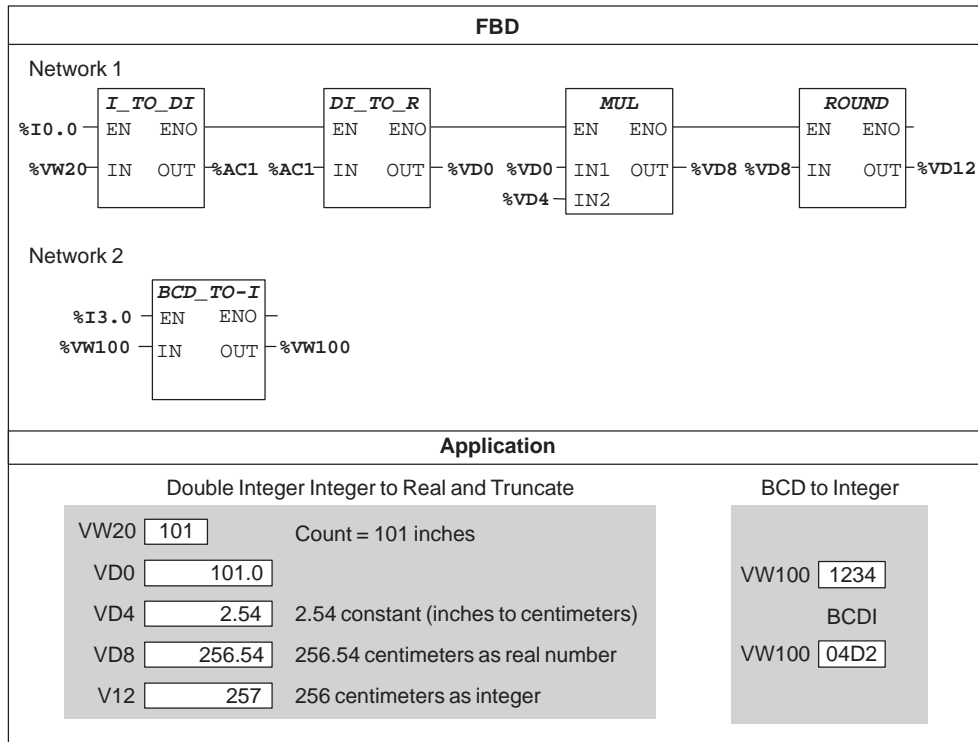 FBD
Network 1
I_TO_DI DI_TO_R MUL ROUND
%I0.0 EN ENO EN ENO EN ENO EN ENO
%VW20 IN OUT %AC1 %AC1 IN OUT %VD0 %VD0 IN1 OUT %VD8 %VD8 IN OUT %VD12
%VD4 IN2
Network 2
BCD_TO-I
%I3.0 EN ENO
%VW100 IN OUT %VW100
Application
Double Integer Integer to Real and Truncate
VW20 101 Count = 101 inches
VD0 101.0
VD4 2.54 2.54 constant (inches to centimeters)
VD8 256.54 256.54 centimeters as real number
V12 257 256 centimeters as integer
BCD to Integer
VW100 1234
BCDI
VW100 04D2